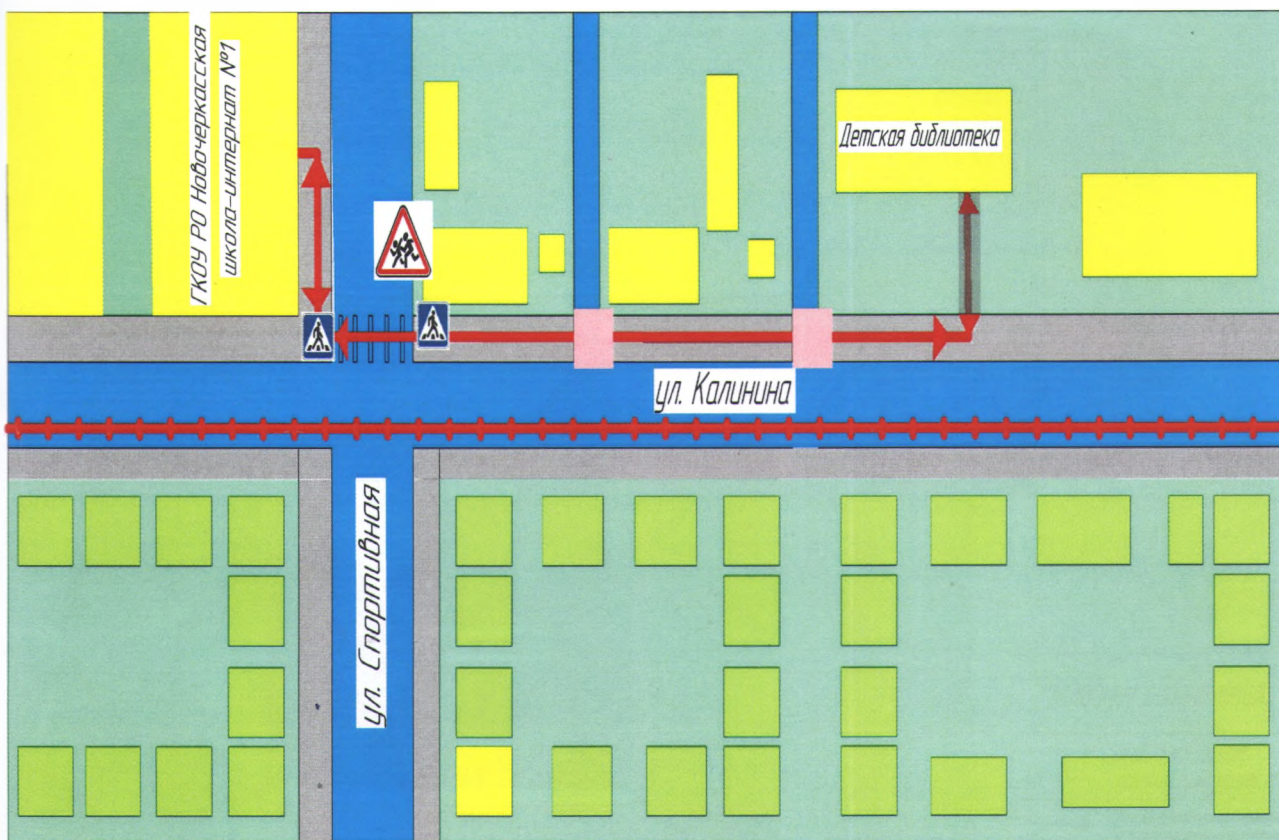 ГКОУ РО Новочеркасская
школа-интернат №1
Детская библиотека
ул. Калинина
ул. Спортивная